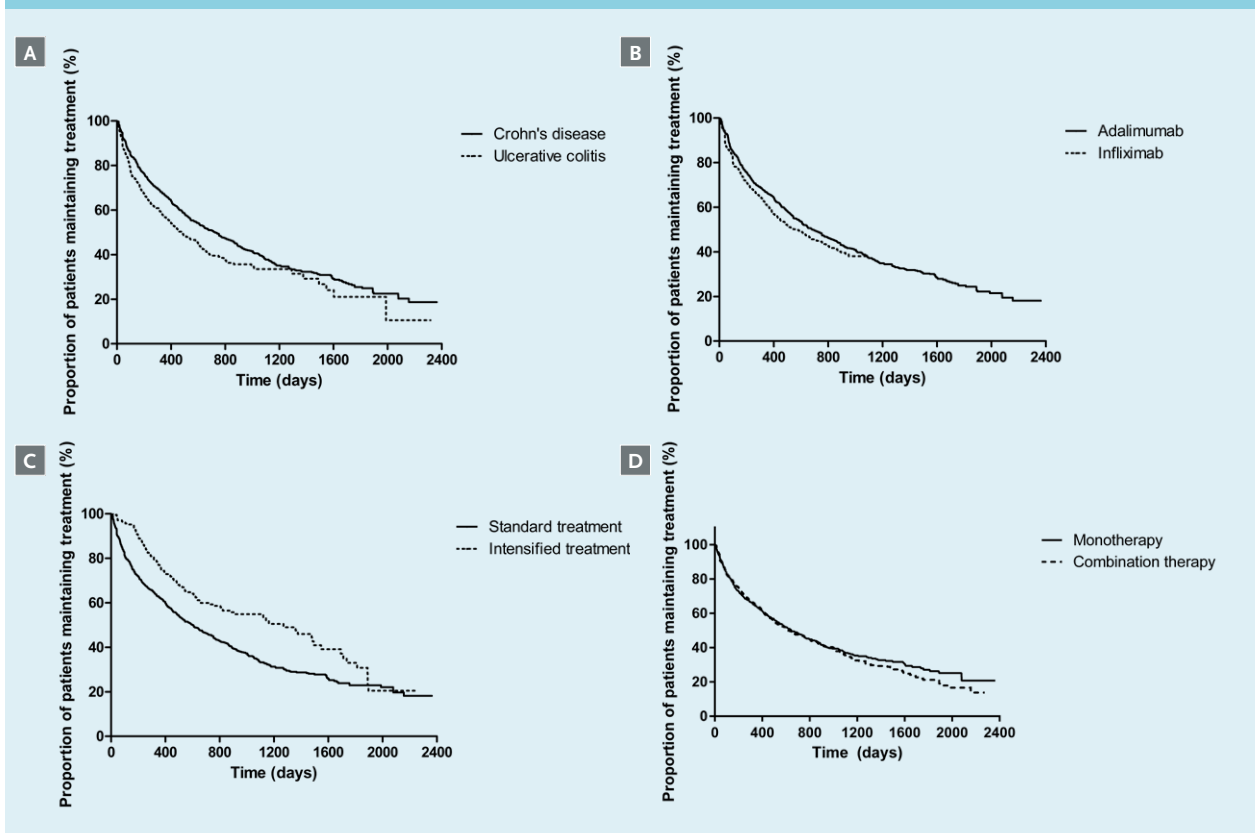 A
Proportion of patients maintaining treatment (%)
100
80
60
40
20
0
0 400 800 1200 1600 2000 2400
Time (days)
Crohn's disease
Ulcerative colitis
B
Proportion of patients maintaining treatment (%)
100
80
60
40
20
0
0 400 800 1200 1600 2000 2400
Time (days)
Adalimumab
Infliximab
C
Proportion of patients maintaining treatment (%)
100
80
60
40
20
0
0 400 800 1200 1600 2000 2400
Time (days)
Standard treatment
Intensified treatment
D
Proportion of patients maintaining treatment (%)
100
80
60
40
20
0
0 400 800 1200 1600 2000 2400
Time (days)
Monotherapy
Combination therapy